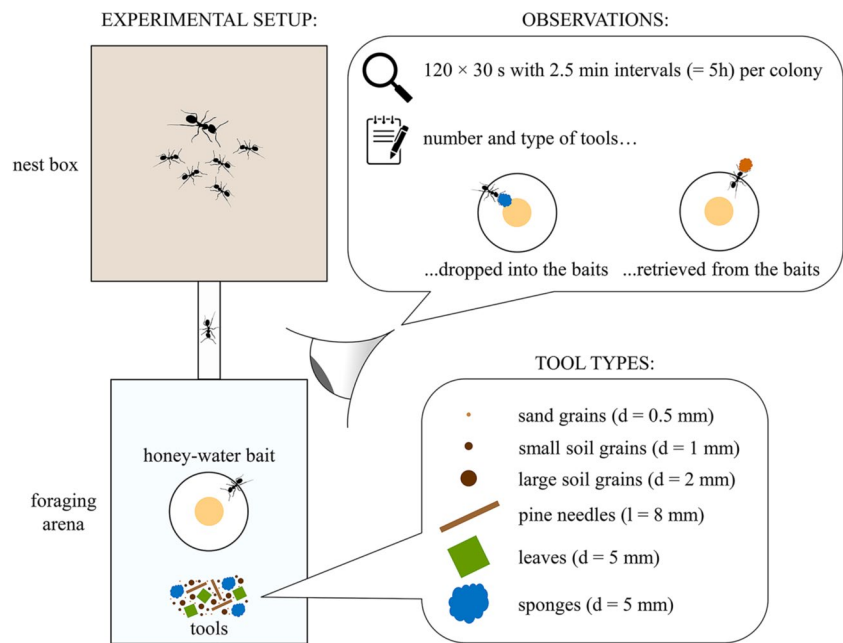 EXPERIMENTAL SETUP:
nest box
honey-water bait
foraging
arena
tools
OBSERVATIONS:
120 × 30 s with 2.5 min intervals (= 5h) per colony
number and type of tools…
...dropped into the baits
...retrieved from the baits
TOOL TYPES:
sand grains (d = 0.5 mm)
small soil grains (d = 1 mm)
large soil grains (d = 2 mm)
pine needles (l = 8 mm)
leaves (d = 5 mm)
sponges (d = 5 mm)